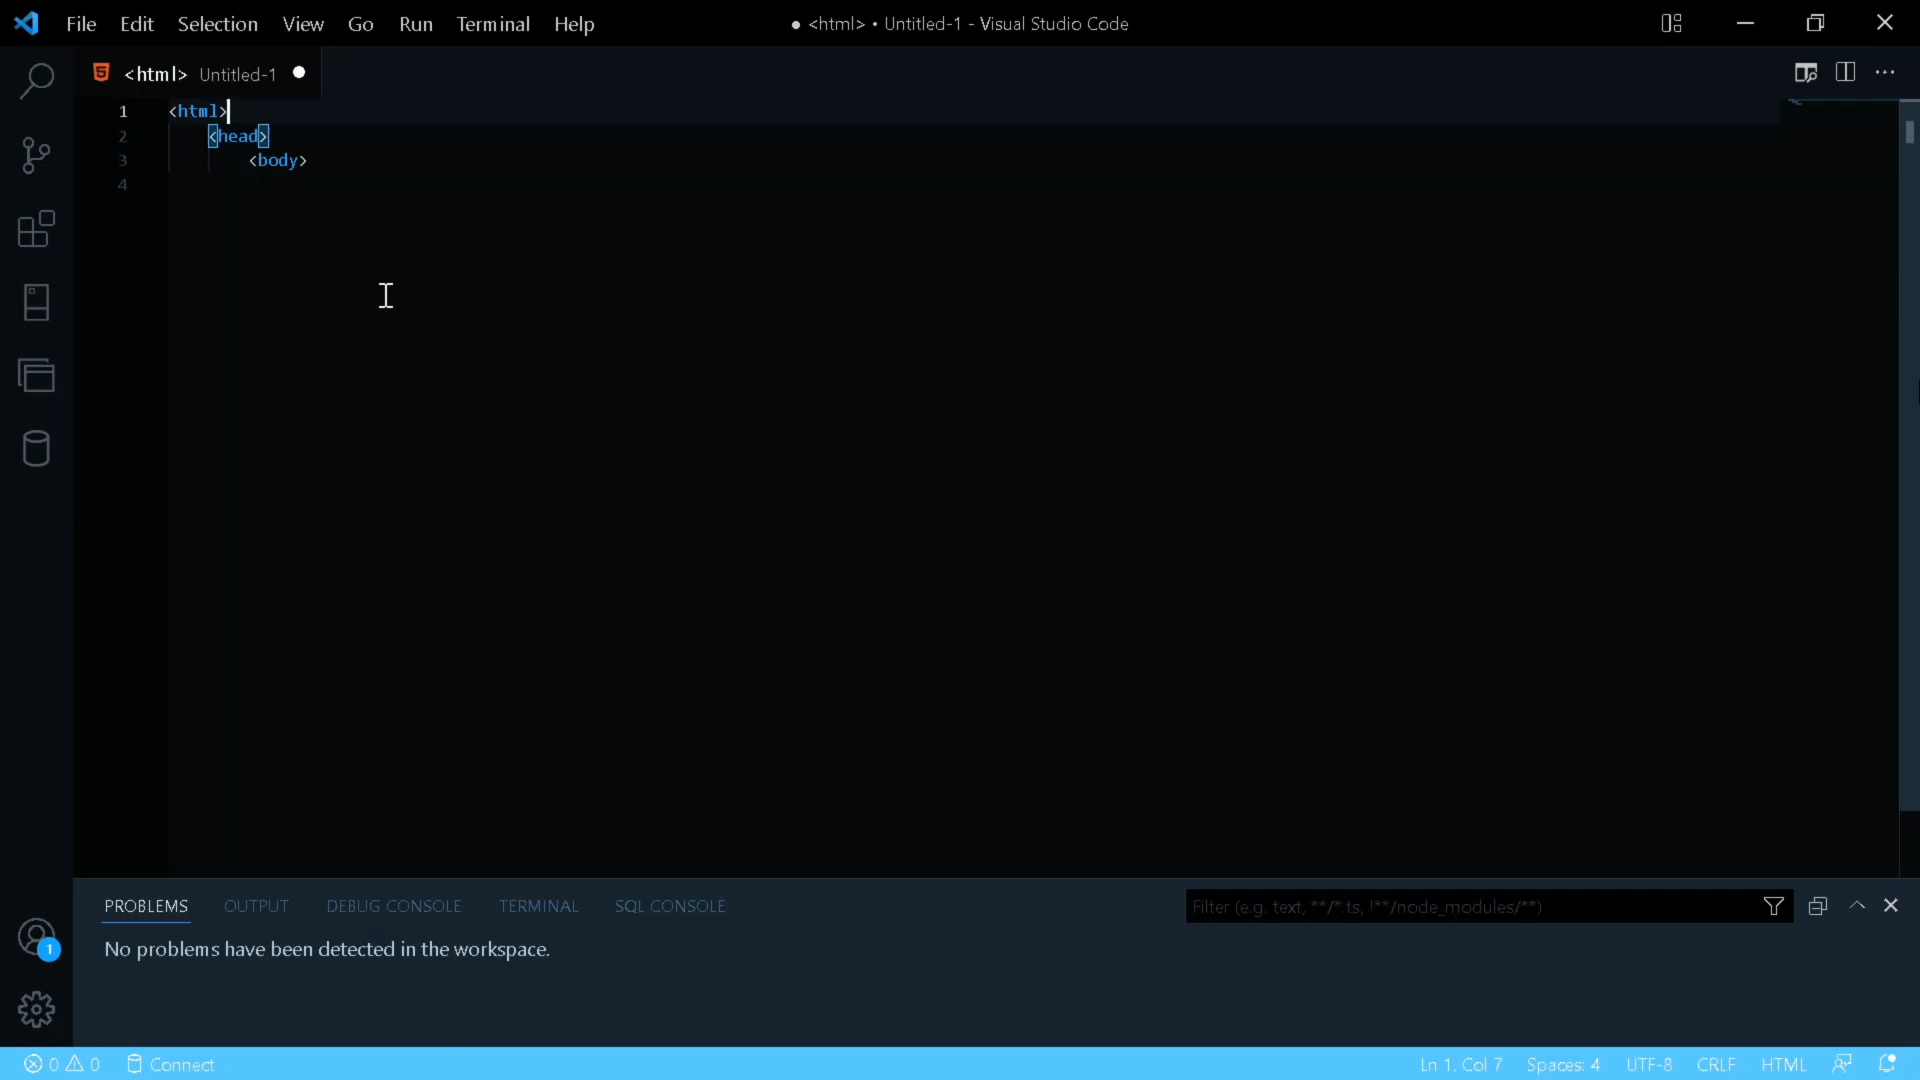 File Edit Selection View Go Run Terminal Help
● <html> • Untitled-1 - Visual Studio Code
<html> Untitled-1 ●
1 <html>
2 <head>
3 <body>
4
PROBLEMS OUTPUT DEBUG CONSOLE TERMINAL SQL CONSOLE
Filter (e.g. text, **/*.ts, !**/node_modules/**)
No problems have been detected in the workspace.
1
0 0 Connect
Ln 1, Col 7 Spaces: 4 UTF-8 CRLF HTML